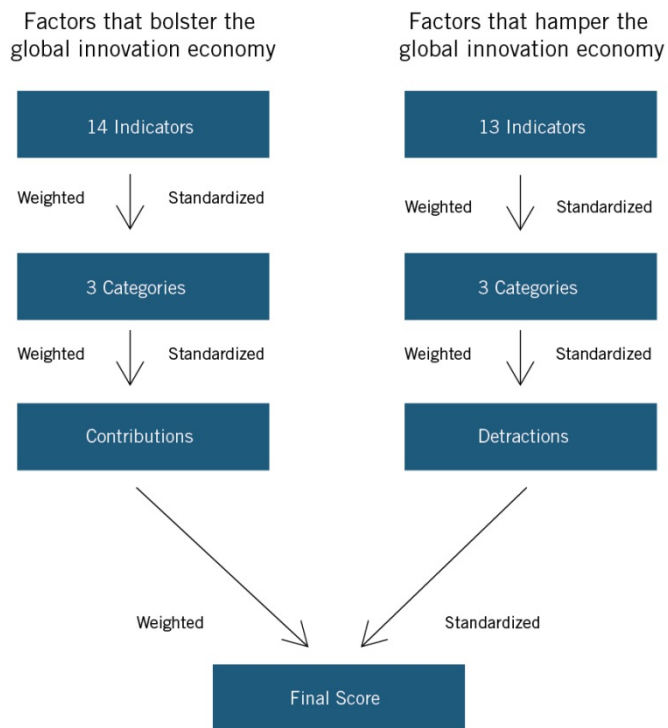 Factors that bolster the
global innovation economy
Factors that hamper the
global innovation economy
14 Indicators
13 Indicators
Weighted
Standardized
Weighted
Standardized
3 Categories
3 Categories
Weighted
Standardized
Weighted
Standardized
Contributions
Detractions
Weighted
Standardized
Final Score